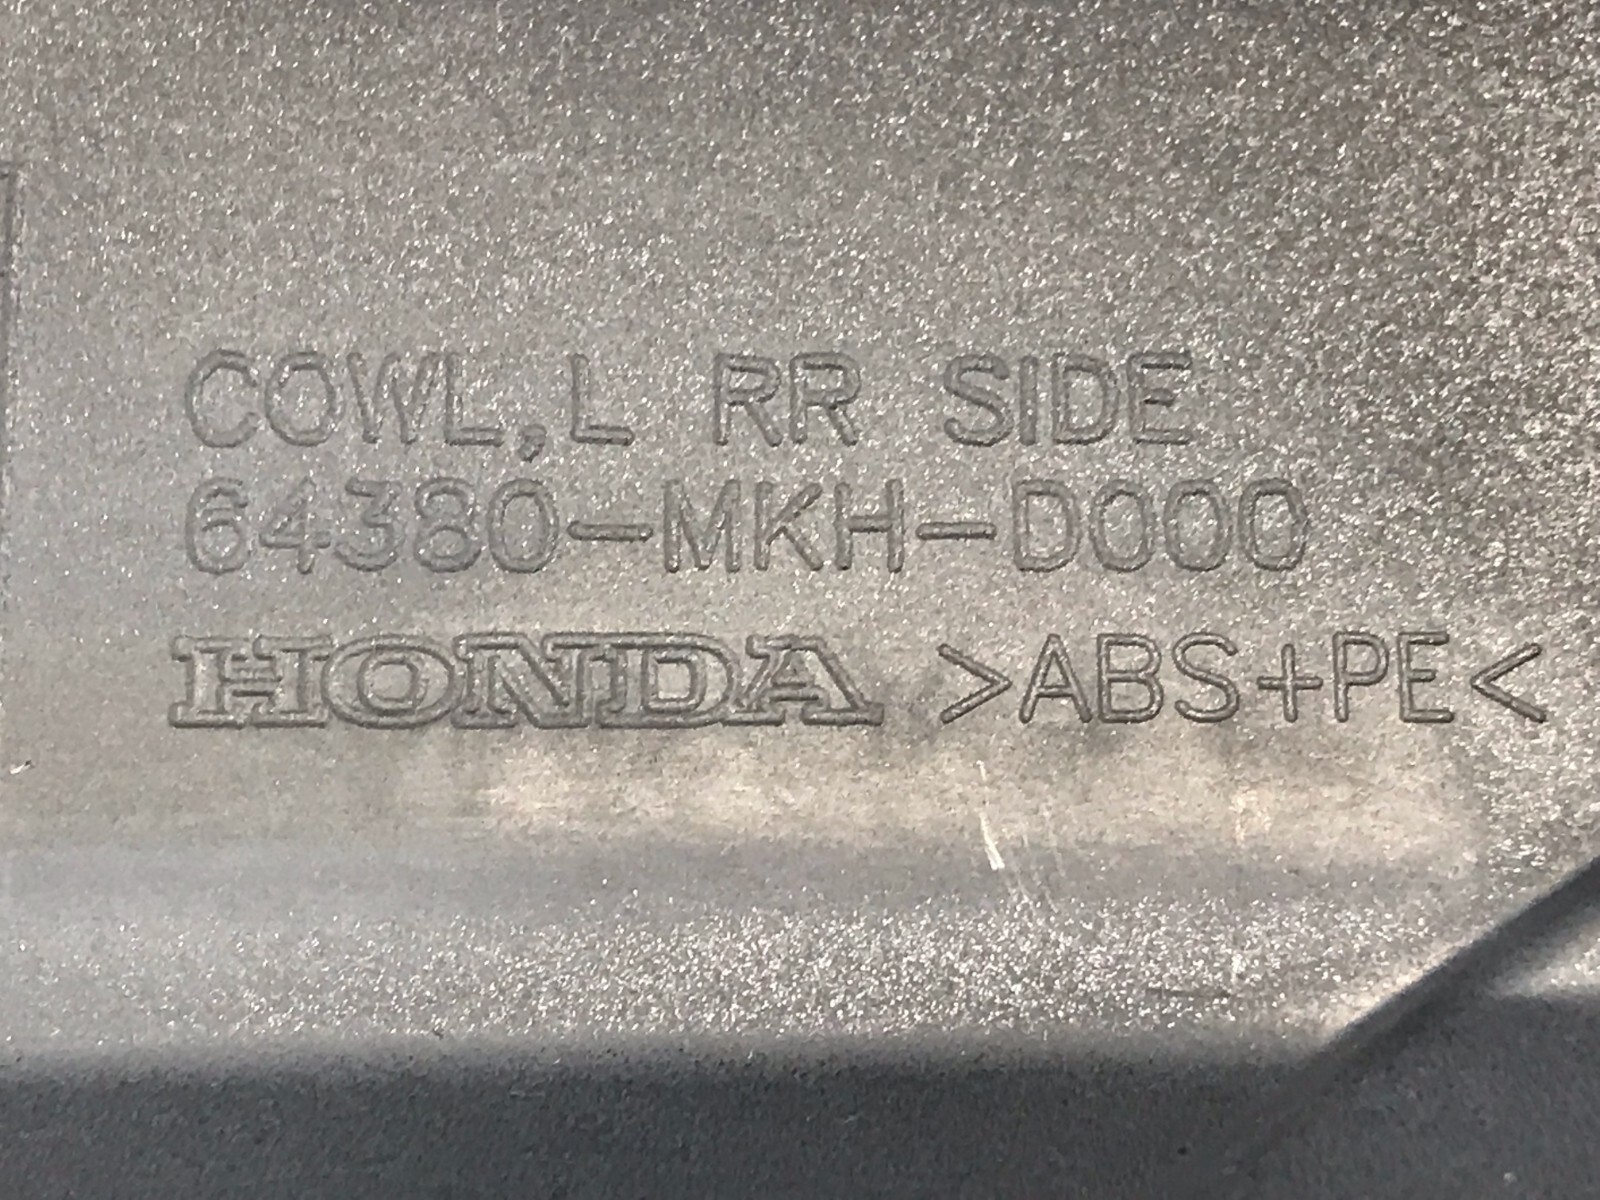 COWL,L RR SIDE
64380-MKH-D000
HONDA >ABS+PE<